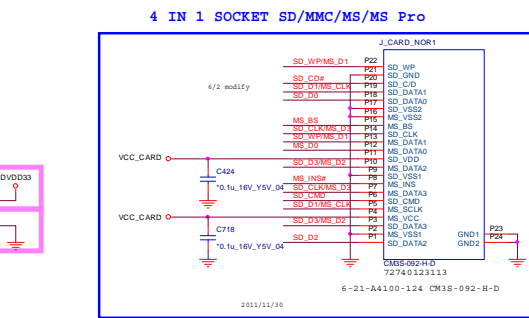 4 IN 1 SOCKET SD/MMC/MS/MS Pro
J_CARD_NOR1
SD_WP/MS_D1 P22 SD_WP
P21 SD_GND
SD_CD# P20 SD_C/D
SD_D1/MS_CLK P19 SD_DATA1
SD_D0 P18 SD_DATA0
P17 SD_VSS2
P16 MS_VSS2
MS_BS P15 MS_BS
SD_CLK/MS_D3 P14 SD_CLK
SD_WP/MS_D1 P13 MS_DATA1
MS_D0 P12 MS_DATA0
P11 SD_VDD
SD_D3/MS_D2 P10 MS_DATA2
P9 SD_VSS1
MS_INS# P8 MS_INS
SD_CLK/MS_D3 P7 MS_DATA3
SD_CMD P6 SD_CMD
SD_D1/MS_CLK P5 MS_SCLK
P4 MS_VCC
SD_D3/MS_D2 P3 SD_DATA3
P2 MS_VSS1
SD_D2 P1 SD_DATA2
GND1 P23
GND2 P24
6/2 modify
VCC_CARD
C424
*0.1u_16V_Y5V_04
VCC_CARD
C718
*0.1u_16V_Y5V_04
DVDD33
CM3S-092-H-D
72740123113
6-21-A4100-124 CM3S-092-H-D
2011/11/30